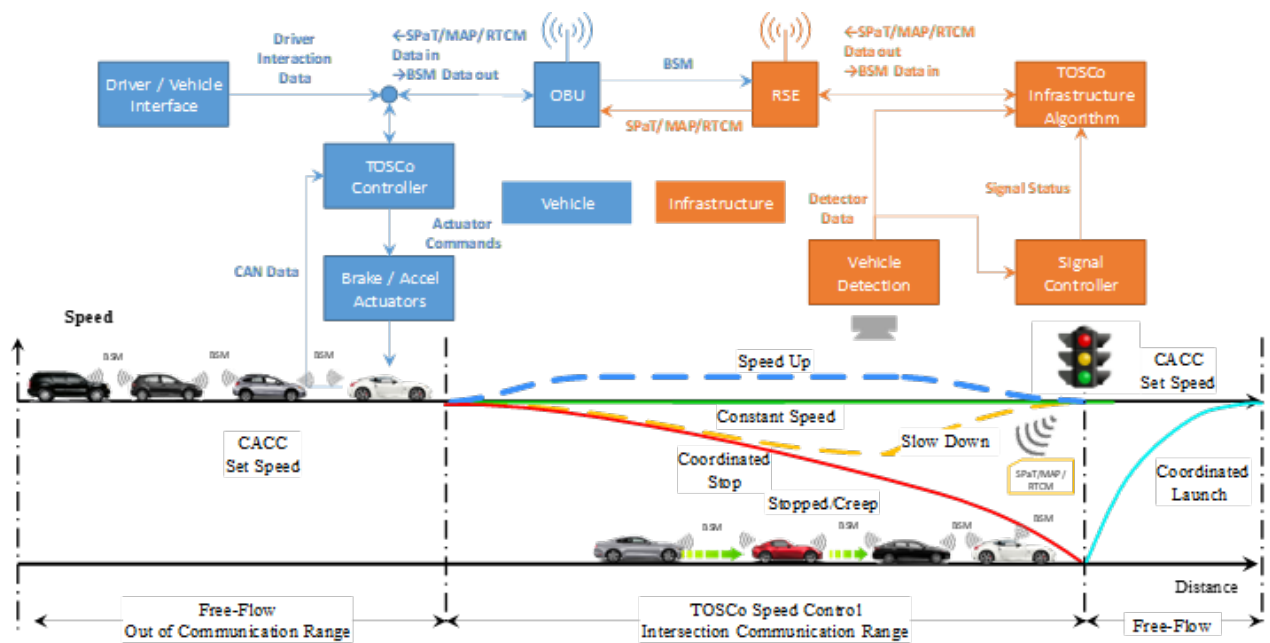 Driver
Interaction
Data
←SPaT/MAP/RTCM
Data in
→BSM Data out
←SPaT/MAP/RTCM
Data out
→BSM Data in
Driver / Vehicle
Interface
OBU
BSM
RSE
TOSCo
Infrastructure
Algorithm
SPaT/MAP/RTCM
TOSCo
Controller
Vehicle
Infrastructure
Detector
Data
Signal Status
Actuator
Commands
CAN Data
Brake / Accel
Actuators
Vehicle
Detection
Signal
Controller
Speed
BSM
BSM
BSM
Speed Up
CACC
Set Speed
Constant Speed
CACC
Set Speed
Slow Down
Coordinated
Stop
SPaT/MAP/
RTCM
Coordinated
Launch
Stopped/Creep
BSM
BSM
BSM
BSM
Distance
Free-Flow
Out of Communication Range
TOSCo Speed Control
Intersection Communication Range
Free-Flow